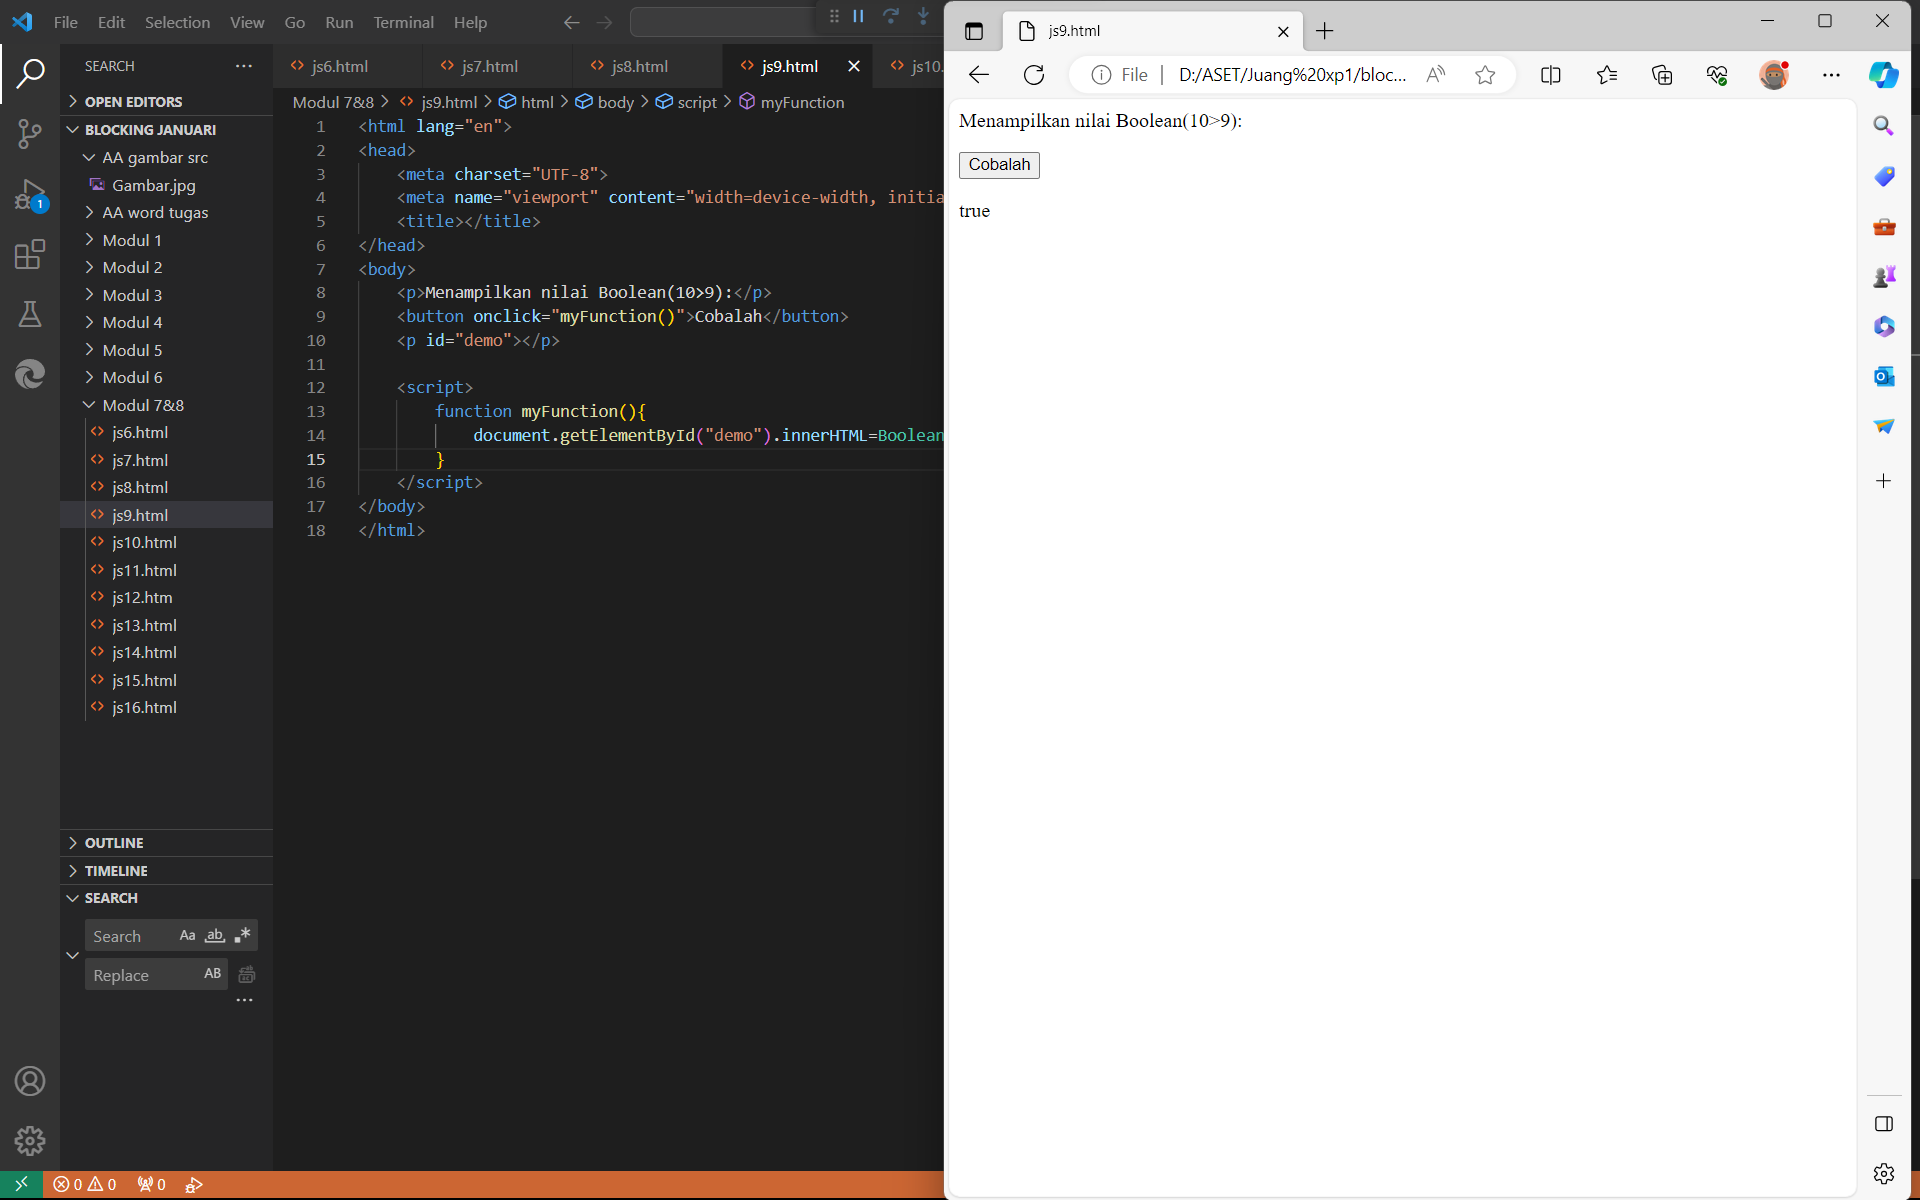 File Edit Selection View Go Run Terminal Help
SEARCH
OPEN EDITORS
BLOCKING JANUARI
AA gambar src
Gambar.jpg
AA word tugas
Modul 1
Modul 2
Modul 3
Modul 4
Modul 5
Modul 6
Modul 7&8
js6.html
js7.html
js8.html
js9.html
js10.html
js11.html
js12.htm
js13.html
js14.html
js15.html
js16.html
OUTLINE
TIMELINE
SEARCH
Search Aa ab
Replace AB
1
0 0 0
js6.html js7.html js8.html js9.html js10.
Modul 7&8 > js9.html > html > body > script > myFunction
1 <html lang="en">
2 <head>
3 <meta charset="UTF-8">
4 <meta name="viewport" content="width=device-width, initia
5 <title></title>
6 </head>
7 <body>
8 <p>Menampilkan nilai Boolean(10>9):</p>
9 <button onclick="myFunction()">Cobalah</button>
10 <p id="demo"></p>
11
12 <script>
13 function myFunction(){
14 document.getElementById("demo").innerHTML=Boolean
15 }
16 </script>
17 </body>
18 </html>
js9.html
File D:/ASET/Juang%20xp1/bloc...
Menampilkan nilai Boolean(10>9):
Cobalah
true